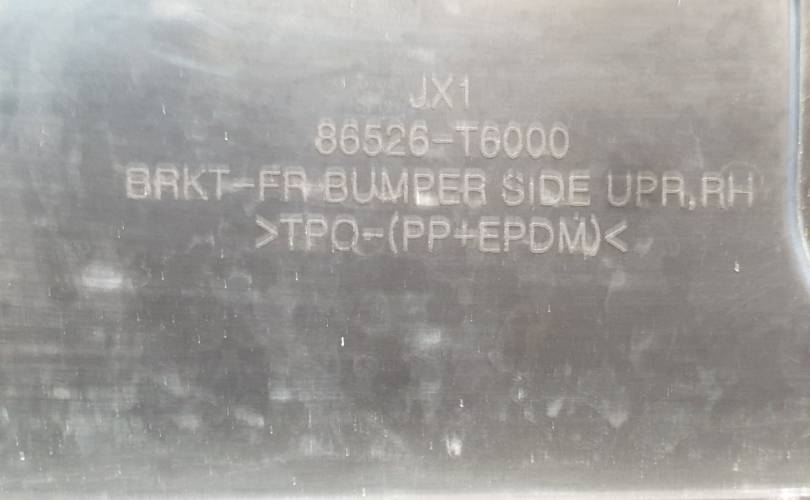 JX1
86526-T6000
BRKT-FR BUMPER SIDE UPR,RH
>TPO-(PP+EPDM)<